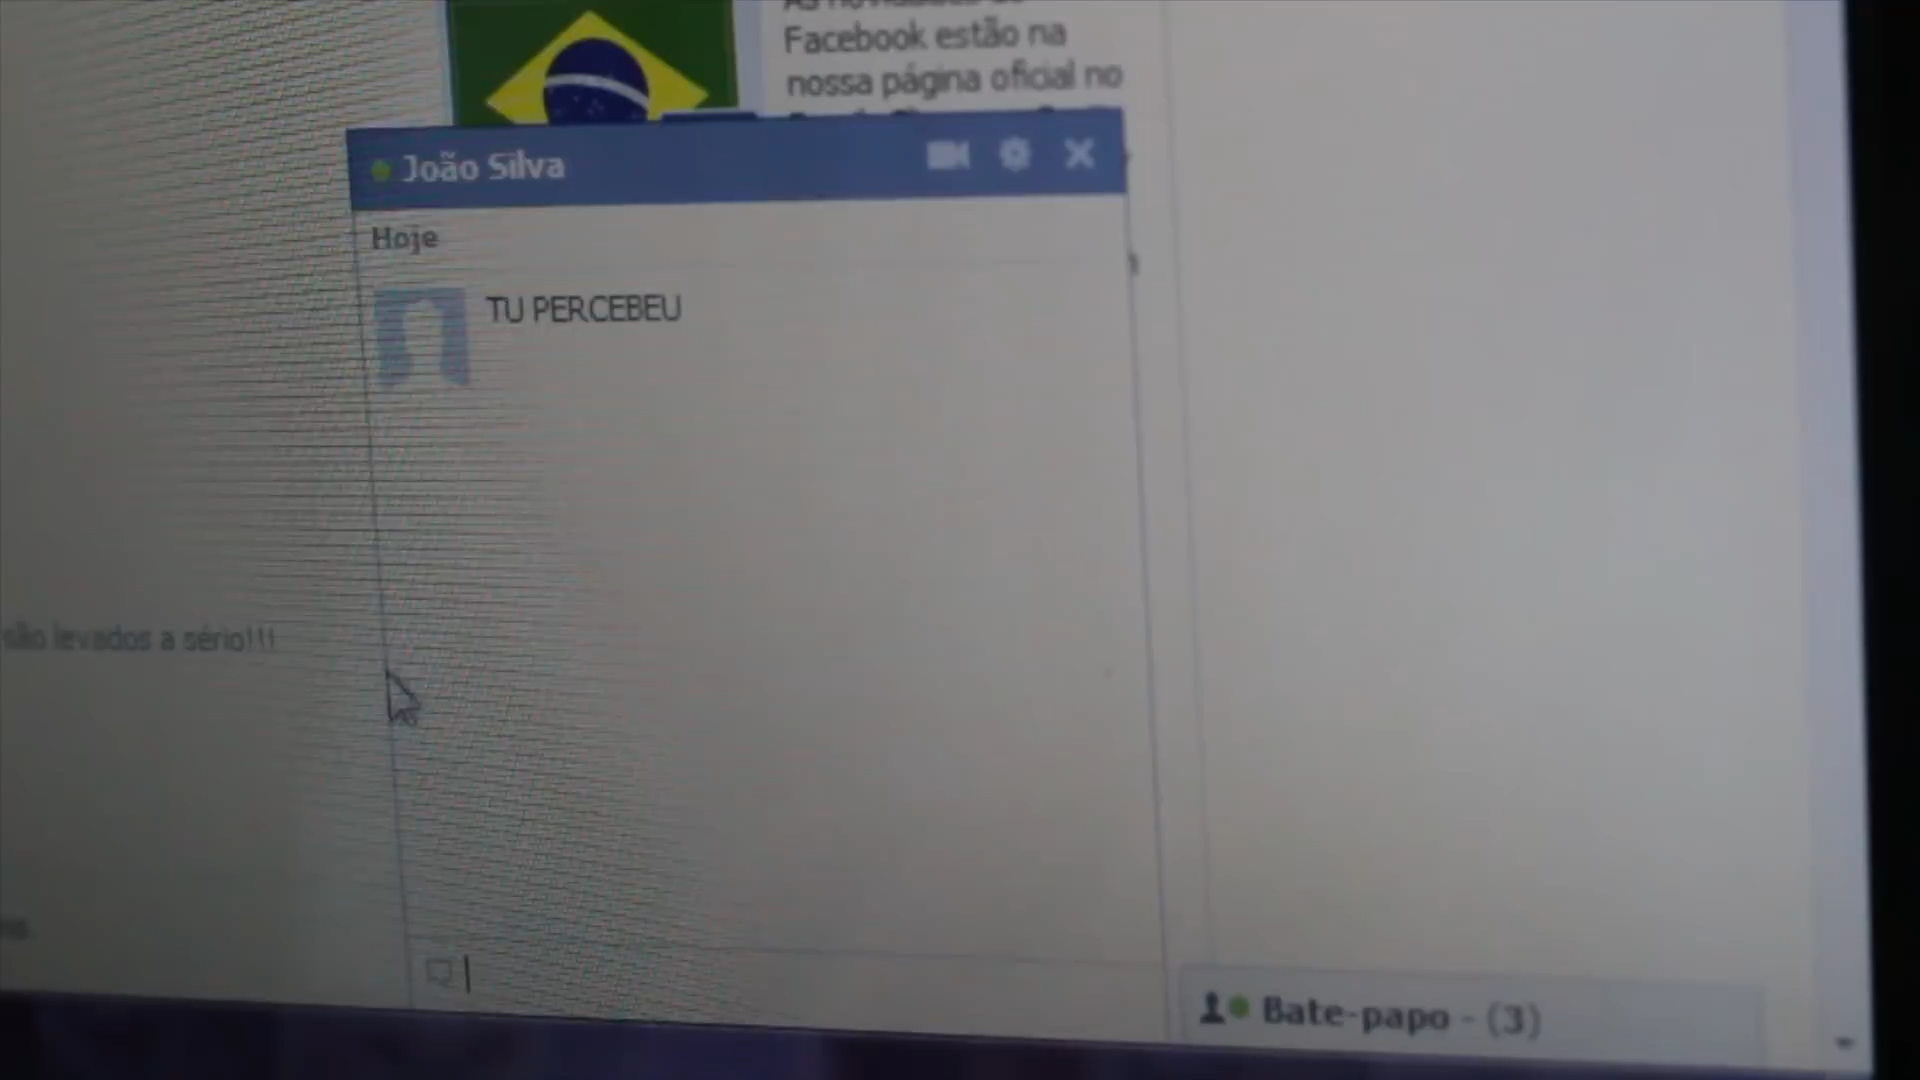 Facebook estão na
nossa página oficial no
João Silva
Hoje
TU PERCEBEU
são levados a sério!!!
Bate-papo - (3)